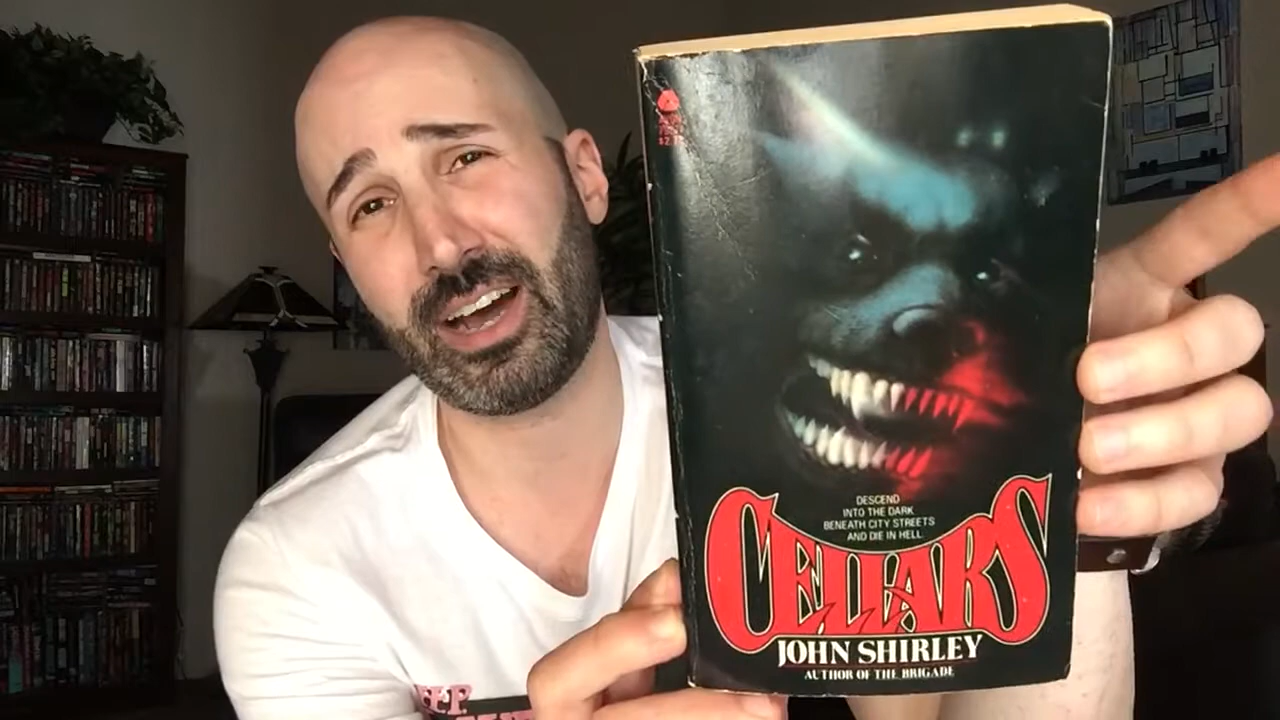 DESCEND
INTO THE DARK
BENEATH CITY STREETS
AND DIE IN HELL
CELLARS
JOHN SHIRLEY
AUTHOR OF THE BRIGADE